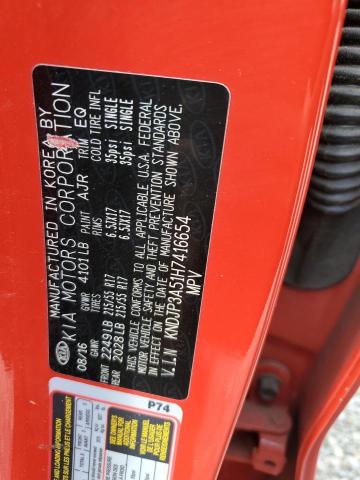 MANUFACTURED IN KOREA BY
KIA MOTORS CORPORATION
08/16 GVWR 4101LB PAINT AJR TRIM EQ
GAWR TIRES RIMS COLD TIRE INFL
FRONT 2249LB 215/55 R17 6.5JX17 35psi SINGLE
REAR 2028LB 215/55 R17 6.5JX17 35psi SINGLE
THIS VEHICLE CONFORMS TO ALL APPLICABLE U.S.A. FEDERAL
MOTOR VEHICLE SAFETY AND THEFT PREVENTION STANDARDS
IN EFFECT ON THE DATE OF MANUFACTURE SHOWN ABOVE.
V.I.N KNDJP3A51H7416654
MPV
P74
AND LOADING INFORMATION